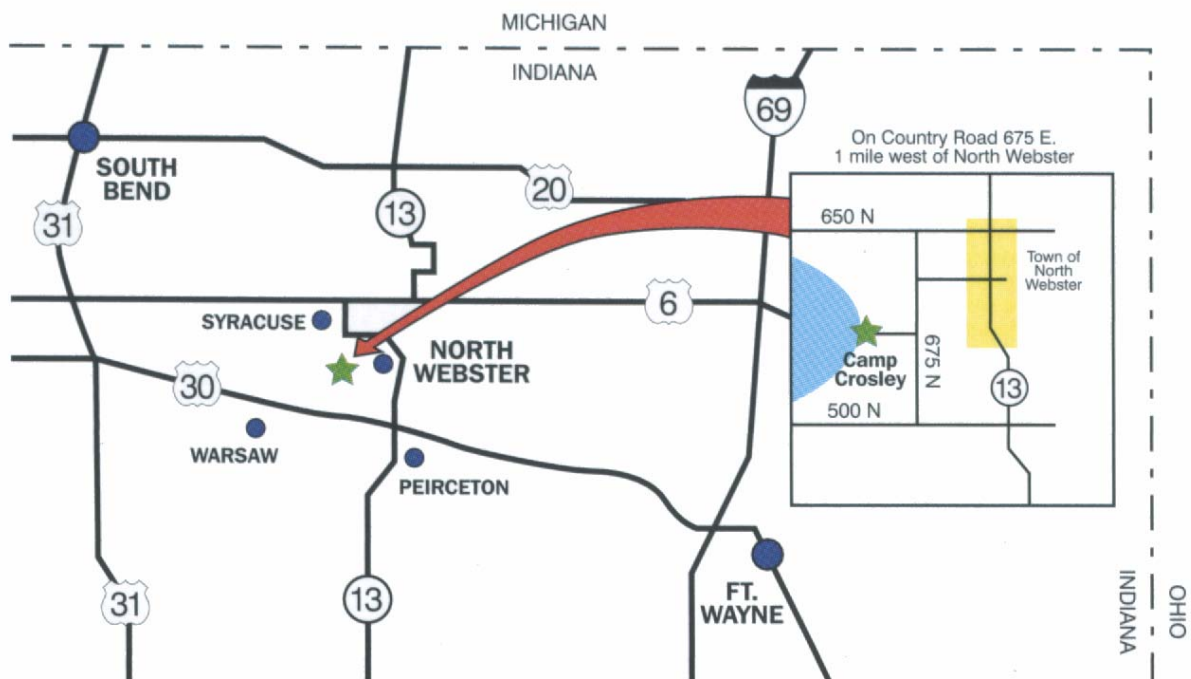 MICHIGAN
INDIANA
69
On Country Road 675 E.
1 mile west of North Webster
SOUTH
BEND
20
31
13
650 N
Town of
North
Webster
6
SYRACUSE
NORTH
WEBSTER
675 N
Camp
Crosley
30
13
500 N
WARSAW
PEIRCETON
FT.
WAYNE
31
13
INDIANA
OHIO